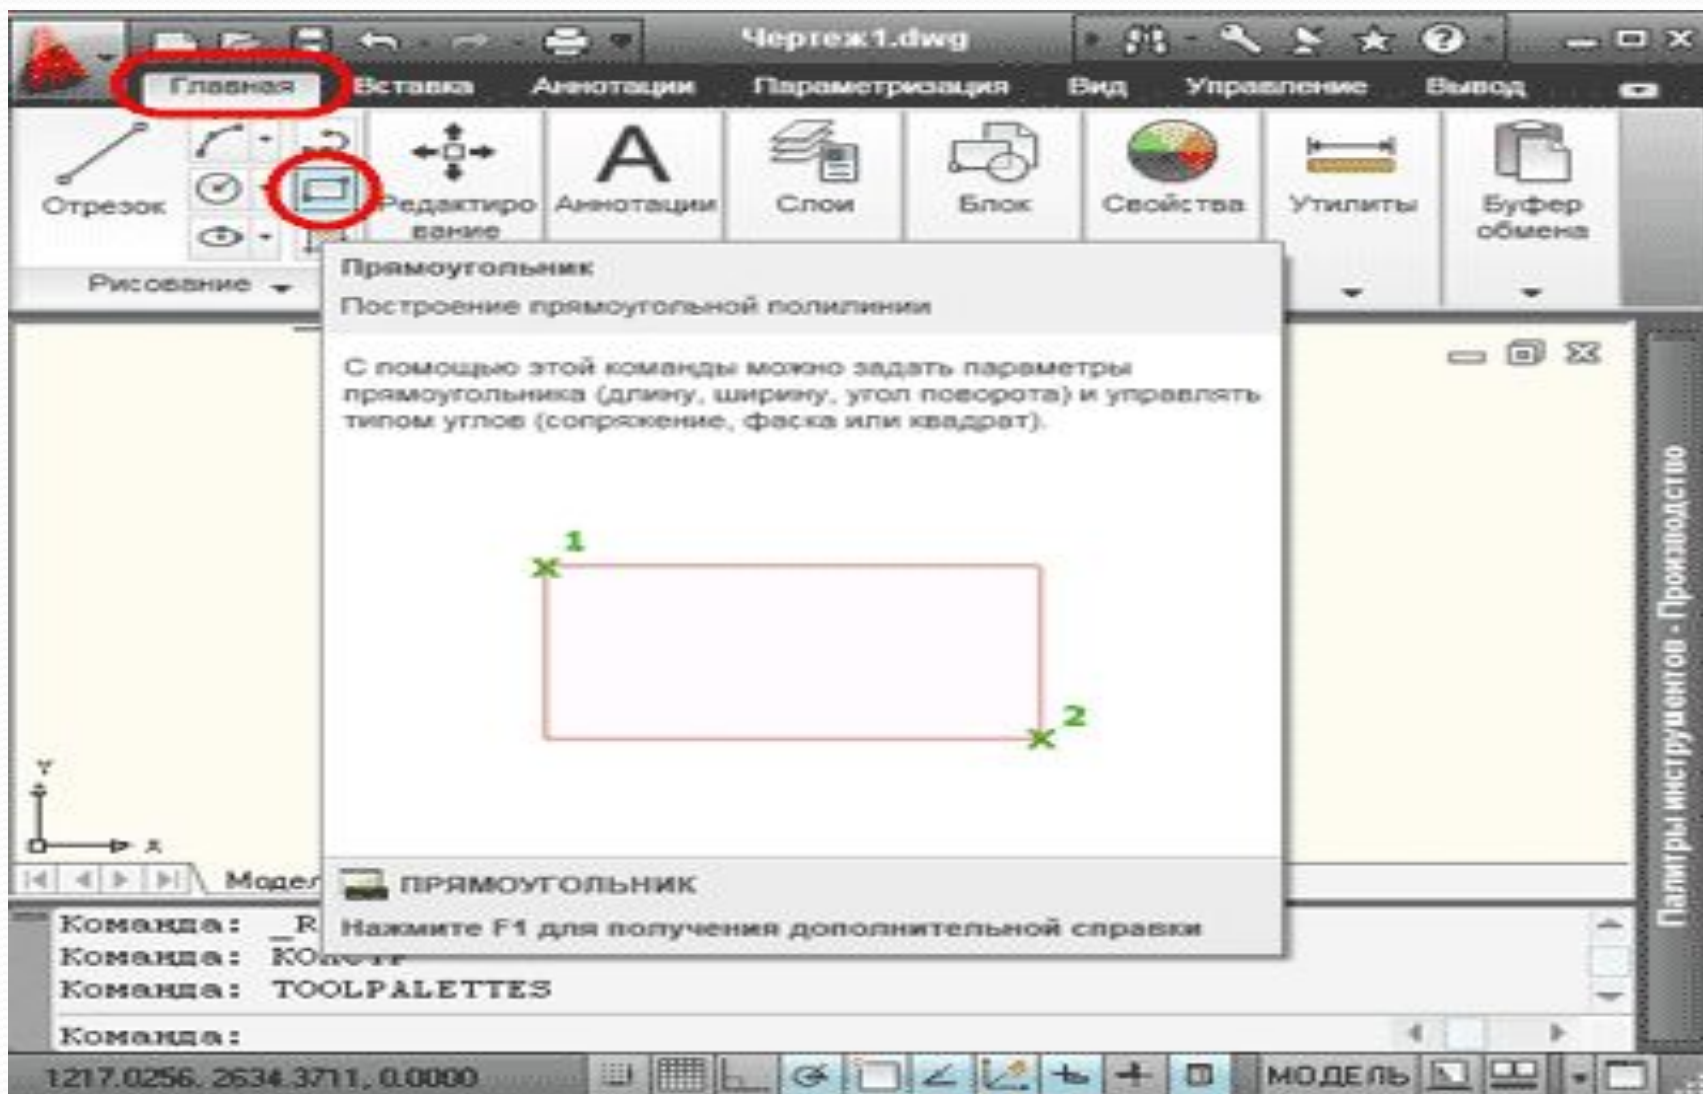 Чертеж1.dwg
Главная Вставка Аннотации Параметризация Вид Управление Вывод
Отрезок
Редактиро
вание
Аннотации
Слои
Блок
Свойства
Утилиты
Буфер
обмена
Рисование
Прямоугольник
Построение прямоугольной полилинии
С помощью этой команды можно задать параметры
прямоугольника (длину, ширину, угол поворота) и управлять
типом углов (сопряжение, фаска или квадрат).
1
2
ПРЯМОУГОЛЬНИК
Нажмите F1 для получения дополнительной справки
Y
X
Модел
Команда: _R
Команда:
Команда: TOOLPALETTES
Команда:
1217.0256, 2634.3711, 0.0000
МОДЕЛЬ
Палитры инструментов - Производство